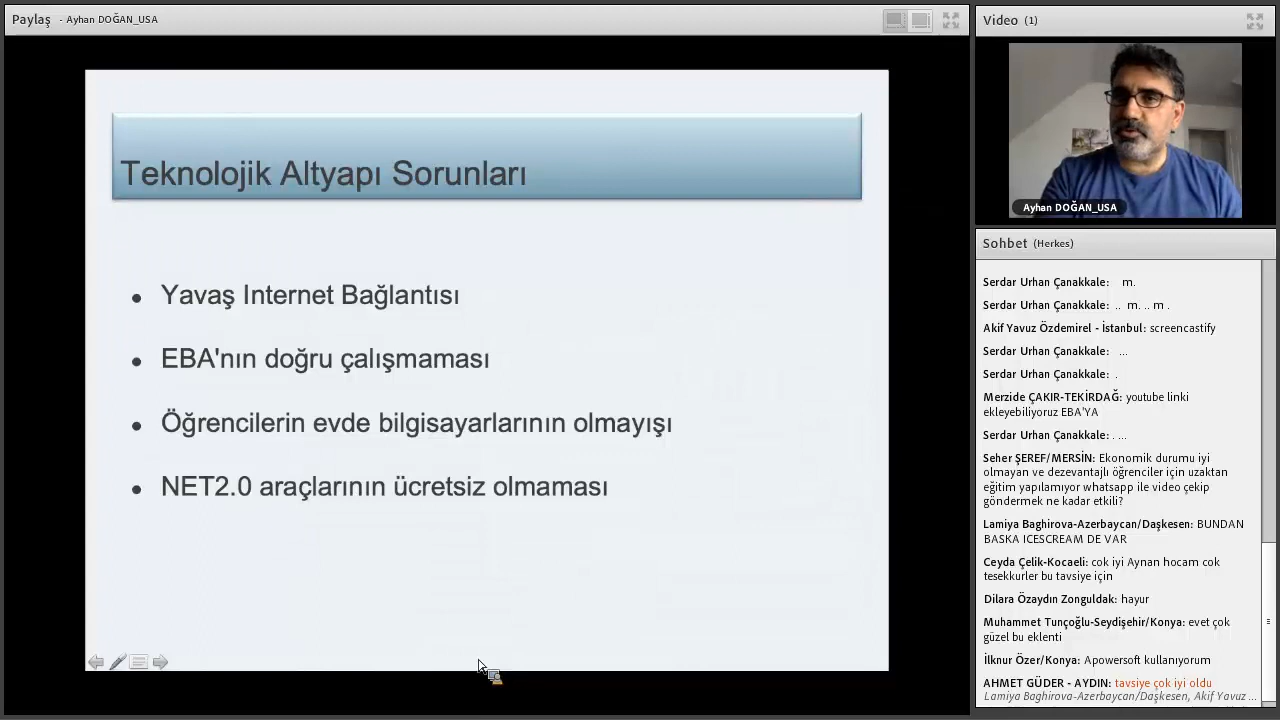 Paylaş - Ayhan DOĞAN_USA
Teknolojik Altyapı Sorunları
Yavaş Internet Bağlantısı
EBA'nın doğru çalışmaması
Öğrencilerin evde bilgisayarlarının olmayışı
NET2.0 araçlarının ücretsiz olmaması
Video (1)
Ayhan DOĞAN_USA
Sohbet (Herkes)
Serdar Urhan Çanakkale: m.
Serdar Urhan Çanakkale: .. m. .. m .
Akif Yavuz Özdemirel - İstanbul: screencastify
Serdar Urhan Çanakkale: ...
Serdar Urhan Çanakkale: .
Merzide ÇAKIR-TEKİRDAĞ: youtube linki
ekleyebiliyoruz EBA'YA
Serdar Urhan Çanakkale: . ...
Seher ŞEREF/MERSİN: Ekonomik durumu iyi
olmayan ve dezevantajlı öğrenciler için uzaktan
eğitim yapılamıyor whatsapp ile video çekip
göndermek ne kadar etkili?
Lamiya Baghirova-Azerbaycan/Daşkesen: BUNDAN
BASKA ICESCREAM DE VAR
Ceyda Çelik-Kocaeli: cok iyi Aynan hocam cok
tesekkurler bu tavsiye için
Dilara Özaydın Zonguldak: hayur
Muhammet Tunçoğlu-Seydişehir/Konya: evet çok
güzel bu eklenti
İlknur Özer/Konya: Apowersoft kullanıyorum
AHMET GÜDER - AYDIN: tavsiye çok iyi oldu
Lamiya Baghirova-Azerbaycan/Daşkesen, Akif Yavuz ...